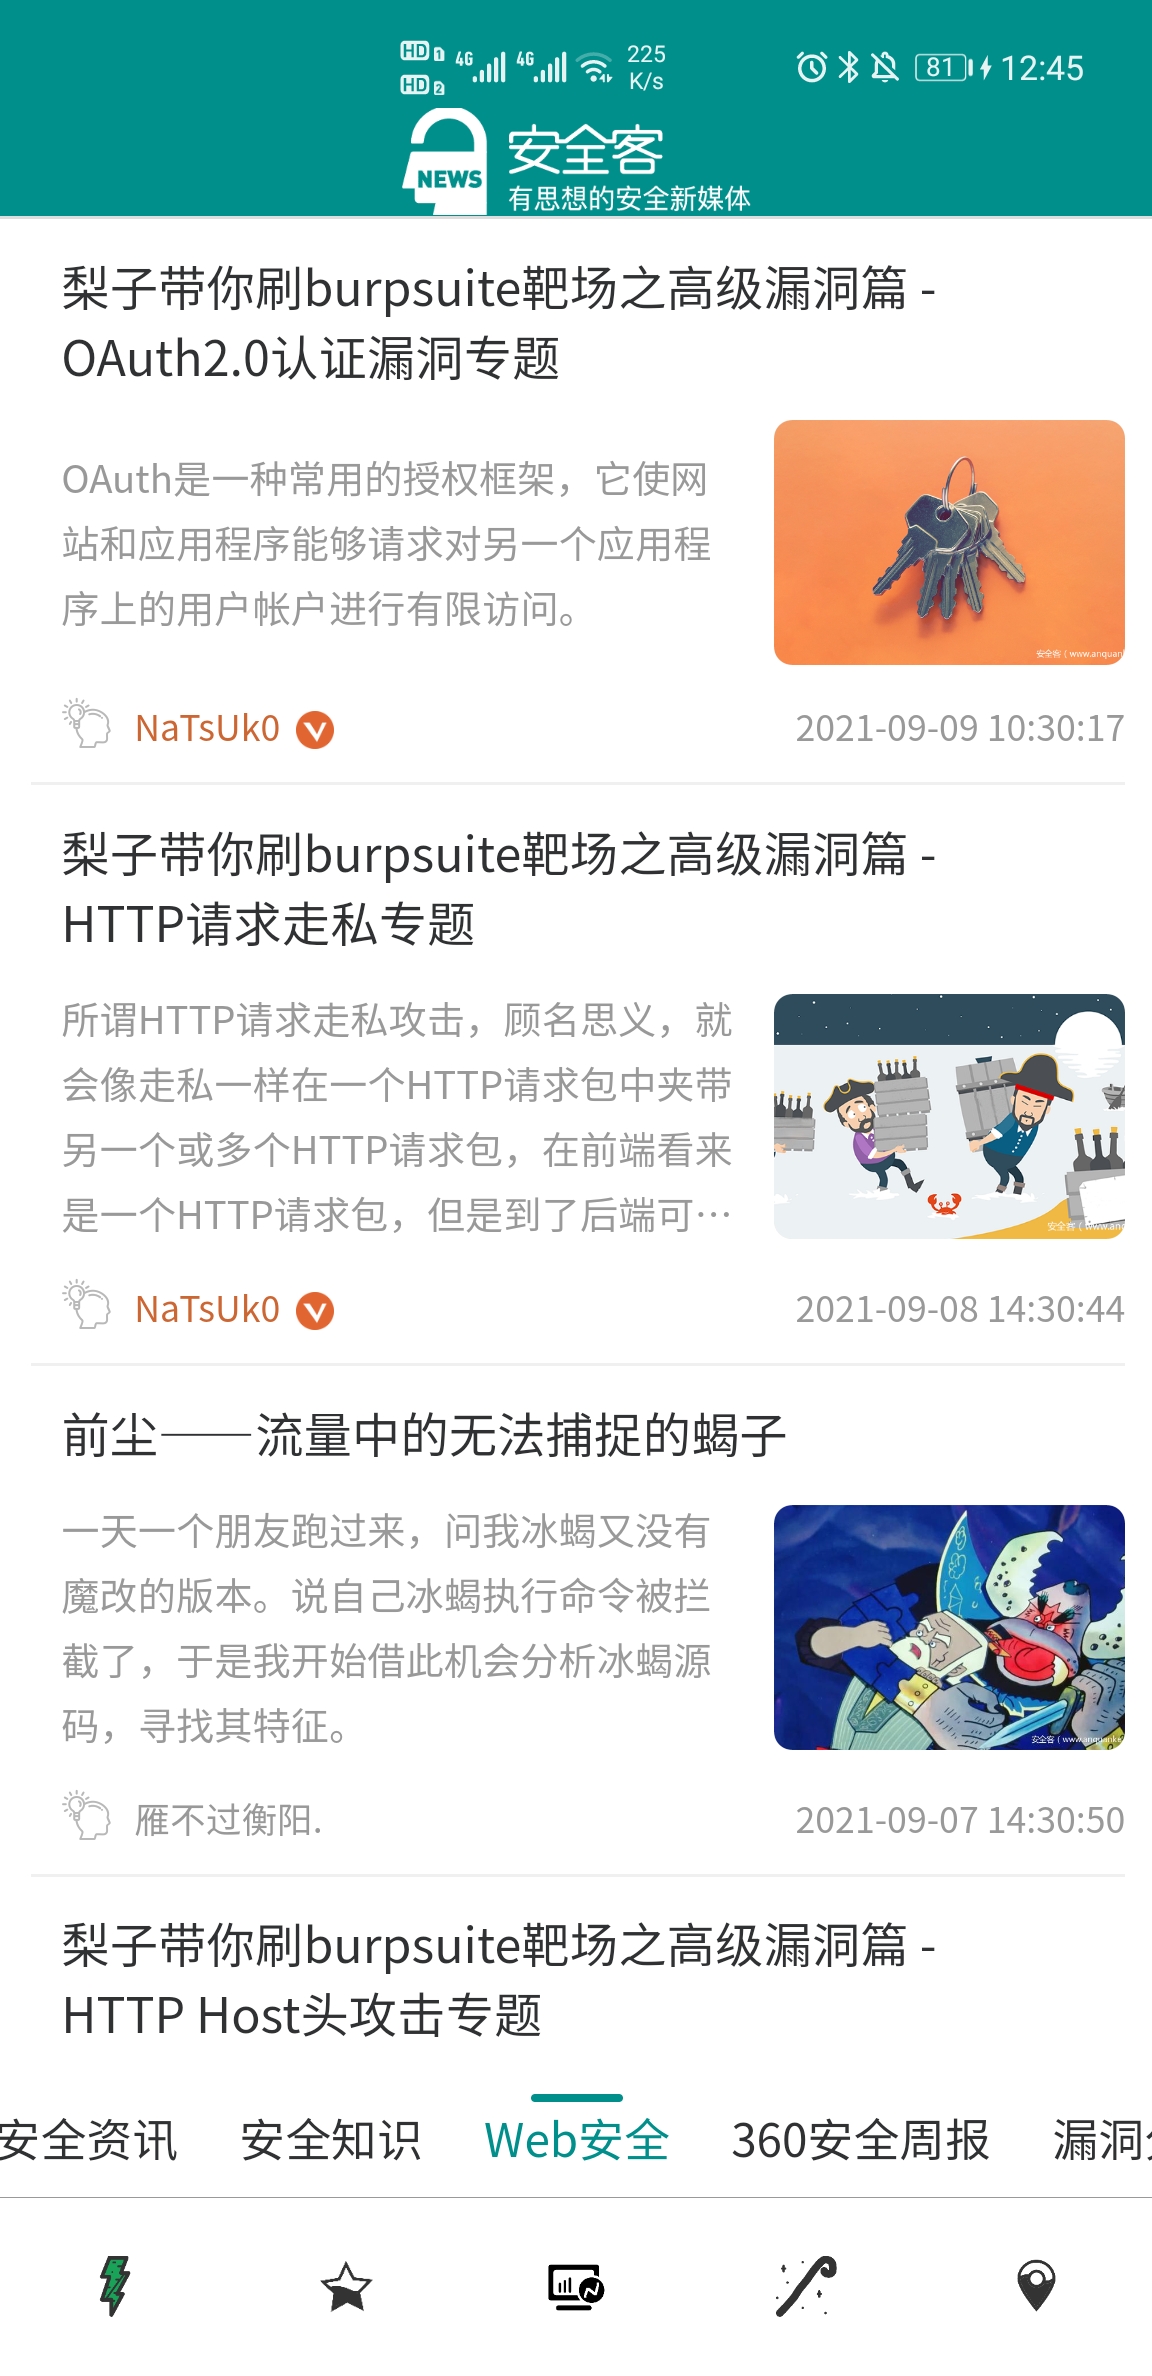 HD 1 4G 4G 225
HD 2 K/s
81 12:45
NEWS
安全客
有思想的安全新媒体
梨子带你刷burpsuite靶场之高级漏洞篇 -
OAuth2.0认证漏洞专题
OAuth是一种常用的授权框架，它使网
站和应用程序能够请求对另一个应用程
序上的用户帐户进行有限访问。
安全客（www.anquank
NaTsUk0
2021-09-09 10:30:17
梨子带你刷burpsuite靶场之高级漏洞篇 -
HTTP请求走私专题
所谓HTTP请求走私攻击，顾名思义，就
会像走私一样在一个HTTP请求包中夹带
另一个或多个HTTP请求包，在前端看来
是一个HTTP请求包，但是到了后端可…
安全客（www.anq
NaTsUk0
2021-09-08 14:30:44
前尘——流量中的无法捕捉的蝎子
一天一个朋友跑过来，问我冰蝎又没有
魔改的版本。说自己冰蝎执行命令被拦
截了，于是我开始借此机会分析冰蝎源
码，寻找其特征。
安全客（www.anquanke
雁不过衡阳.
2021-09-07 14:30:50
梨子带你刷burpsuite靶场之高级漏洞篇 -
HTTP Host头攻击专题
安全资讯 安全知识 Web安全 360安全周报 漏洞